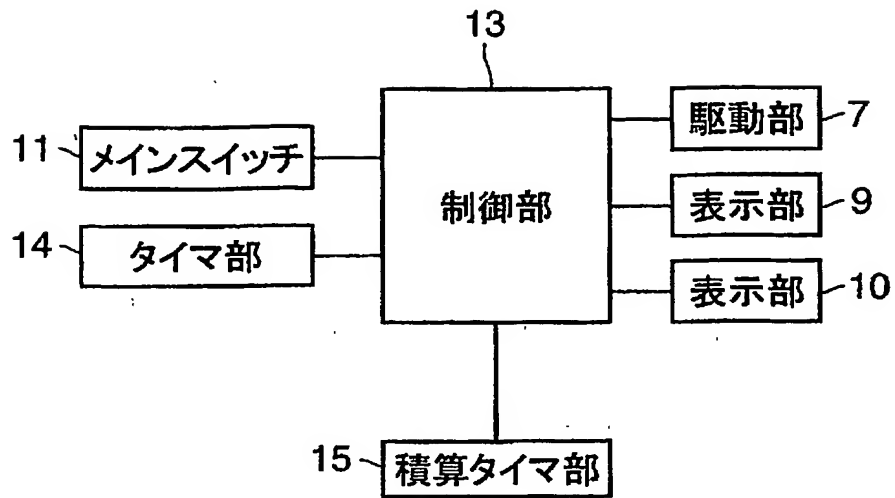 13
11 メインスイッチ
14 タイマ部
制御部
駆動部 7
表示部 9
表示部 10
15 積算タイマ部